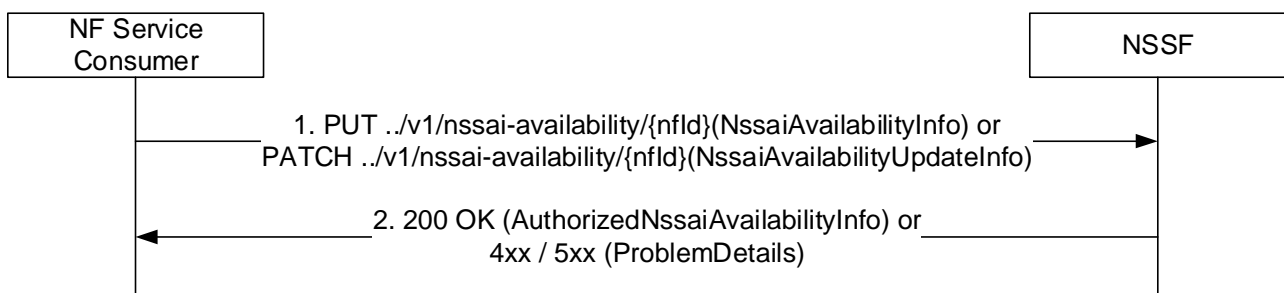 NF Service
Consumer
NSSF
1. PUT ../v1/nssai-availability/{nfId}(NssaiAvailabilityInfo) or
PATCH ../v1/nssai-availability/{nfId}(NssaiAvailabilityUpdateInfo)
2. 200 OK (AuthorizedNssaiAvailabilityInfo) or
4xx / 5xx (ProblemDetails)